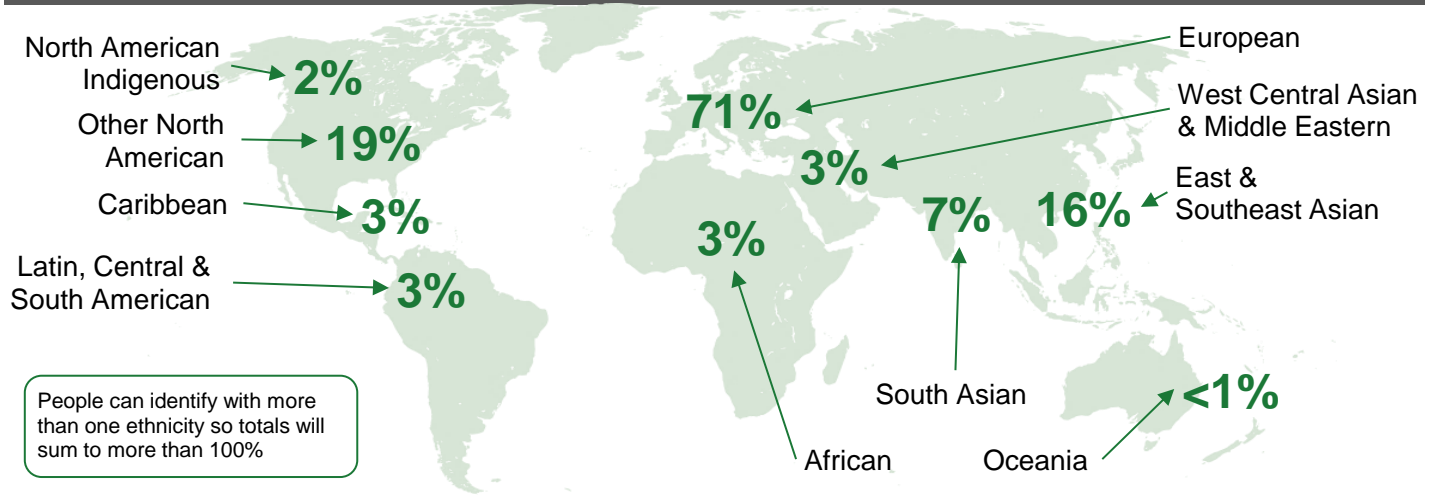 North American
Indigenous
2%
Other North
American
19%
Caribbean
3%
Latin, Central &
South American
3%
European
71%
West Central Asian
& Middle Eastern
3%
East &
Southeast Asian
16%
7%
South Asian
3%
African
<1%
Oceania
People can identify with more
than one ethnicity so totals will
sum to more than 100%